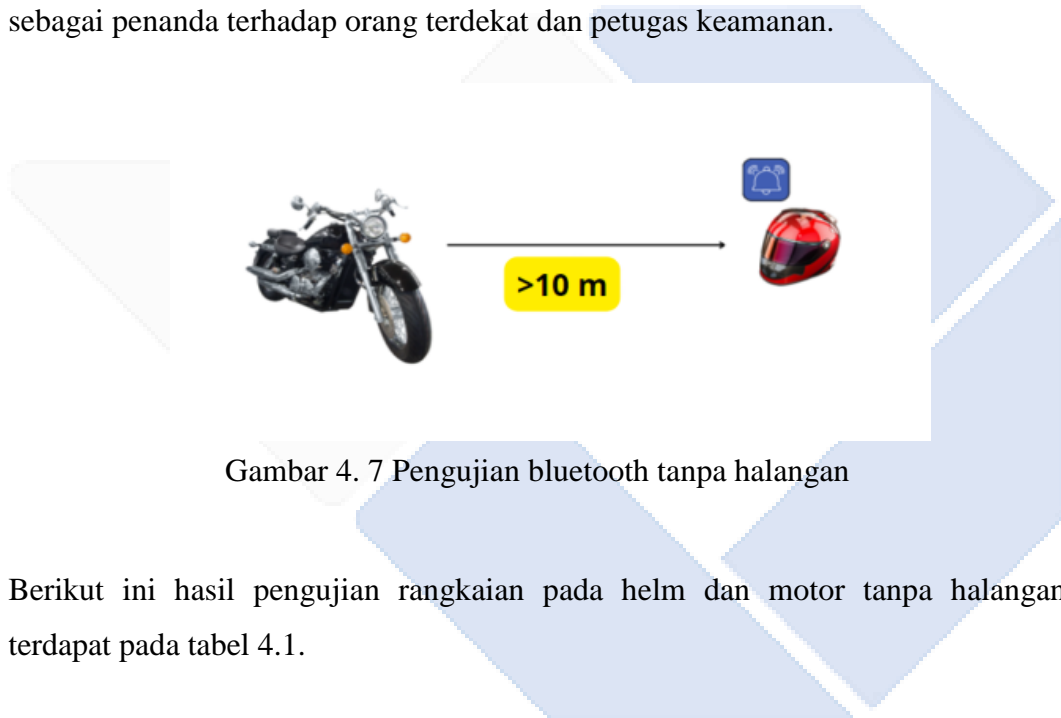 sebagai penanda terhadap orang terdekat dan petugas keamanan.
>10 m
Gambar 4. 7 Pengujian bluetooth tanpa halangan
Berikut ini hasil pengujian rangkaian pada helm dan motor tanpa halangan
terdapat pada tabel 4.1.